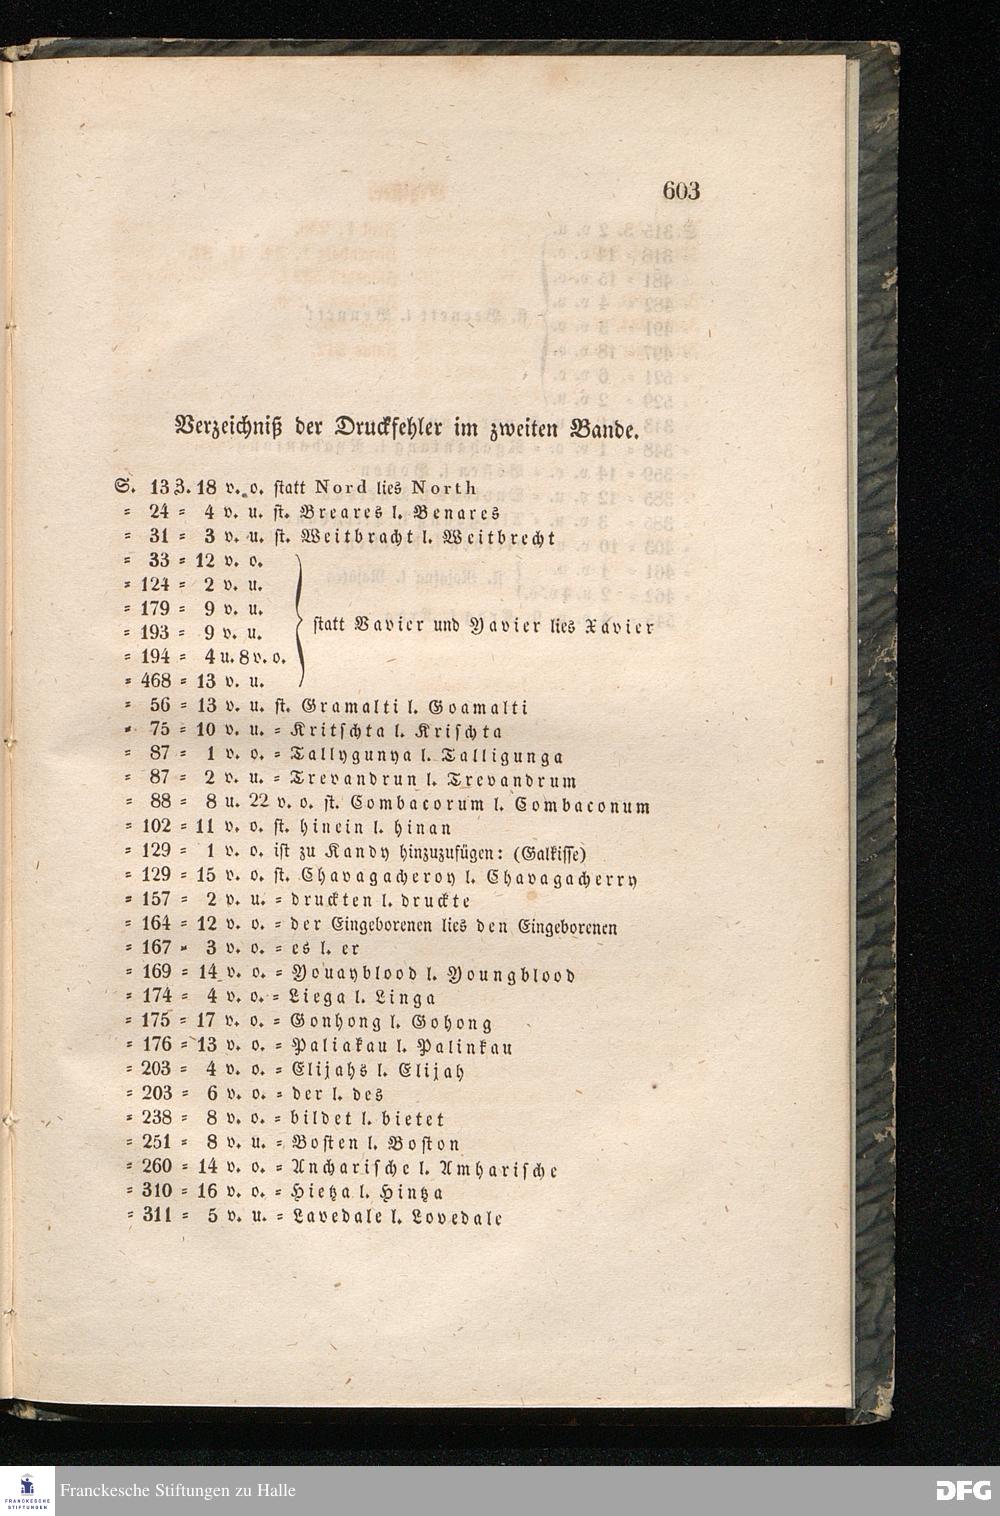 603
Verzeichniß der Druckfehler im zweiten Bande.
S. 13 Z. 18 v. o. statt Nord lies North
= 24 = 4 v. u. st. Breares l. Benares
= 31 = 3 v. u. st. Weitbracht l. Weitbrecht
= 33 = 12 v. o.
= 124 = 2 v. u.
= 179 = 9 v. u.
= 193 = 9 v. u.
statt Vavier und Yavier lies Xavier
= 194 = 4 u. 8 v. o.
= 468 = 13 v. u.
= 56 = 13 v. u. st. Gramalti l. Goamalti
= 75 = 10 v. u. = Kritschta l. Krischta
= 87 = 1 v. o. = Tallygunya l. Talligunga
= 87 = 2 v. u. = Trevandrun l. Trevandrum
= 88 = 8 u. 22 v. o. st. Combacorum l. Combaconum
= 102 = 11 v. o. st. hinein l. hinan
= 129 = 1 v. o. ist zu Kandy hinzuzufügen: (Galkisse)
= 129 = 15 v. o. st. Chavagacheroy l. Chavagacherry
= 157 = 2 v. u. = druckten l. druckte
= 164 = 12 v. o. = der Eingeborenen lies den Eingeborenen
= 167 = 3 v. o. = es l. er
= 169 = 14 v. o. = Youayblood l. Youngblood
= 174 = 4 v. o. = Liega l. Linga
= 175 = 17 v. o. = Gonhong l. Gohong
= 176 = 13 v. o. = Paliakau l. Palinkau
= 203 = 4 v. o. = Elijahs l. Elijah
= 203 = 6 v. o. = der l. des
= 238 = 8 v. o. = bildet l. bietet
= 251 = 8 v. u. = Bosten l. Boston
= 260 = 14 v. o. = Ancharische l. Amharische
= 310 = 16 v. o. = Hietza l. Hintza
= 311 = 5 v. u. = Lavedale l. Lovedale
FRANCKESCHE
STIFTUNGEN
Franckesche Stiftungen zu Halle
DFG